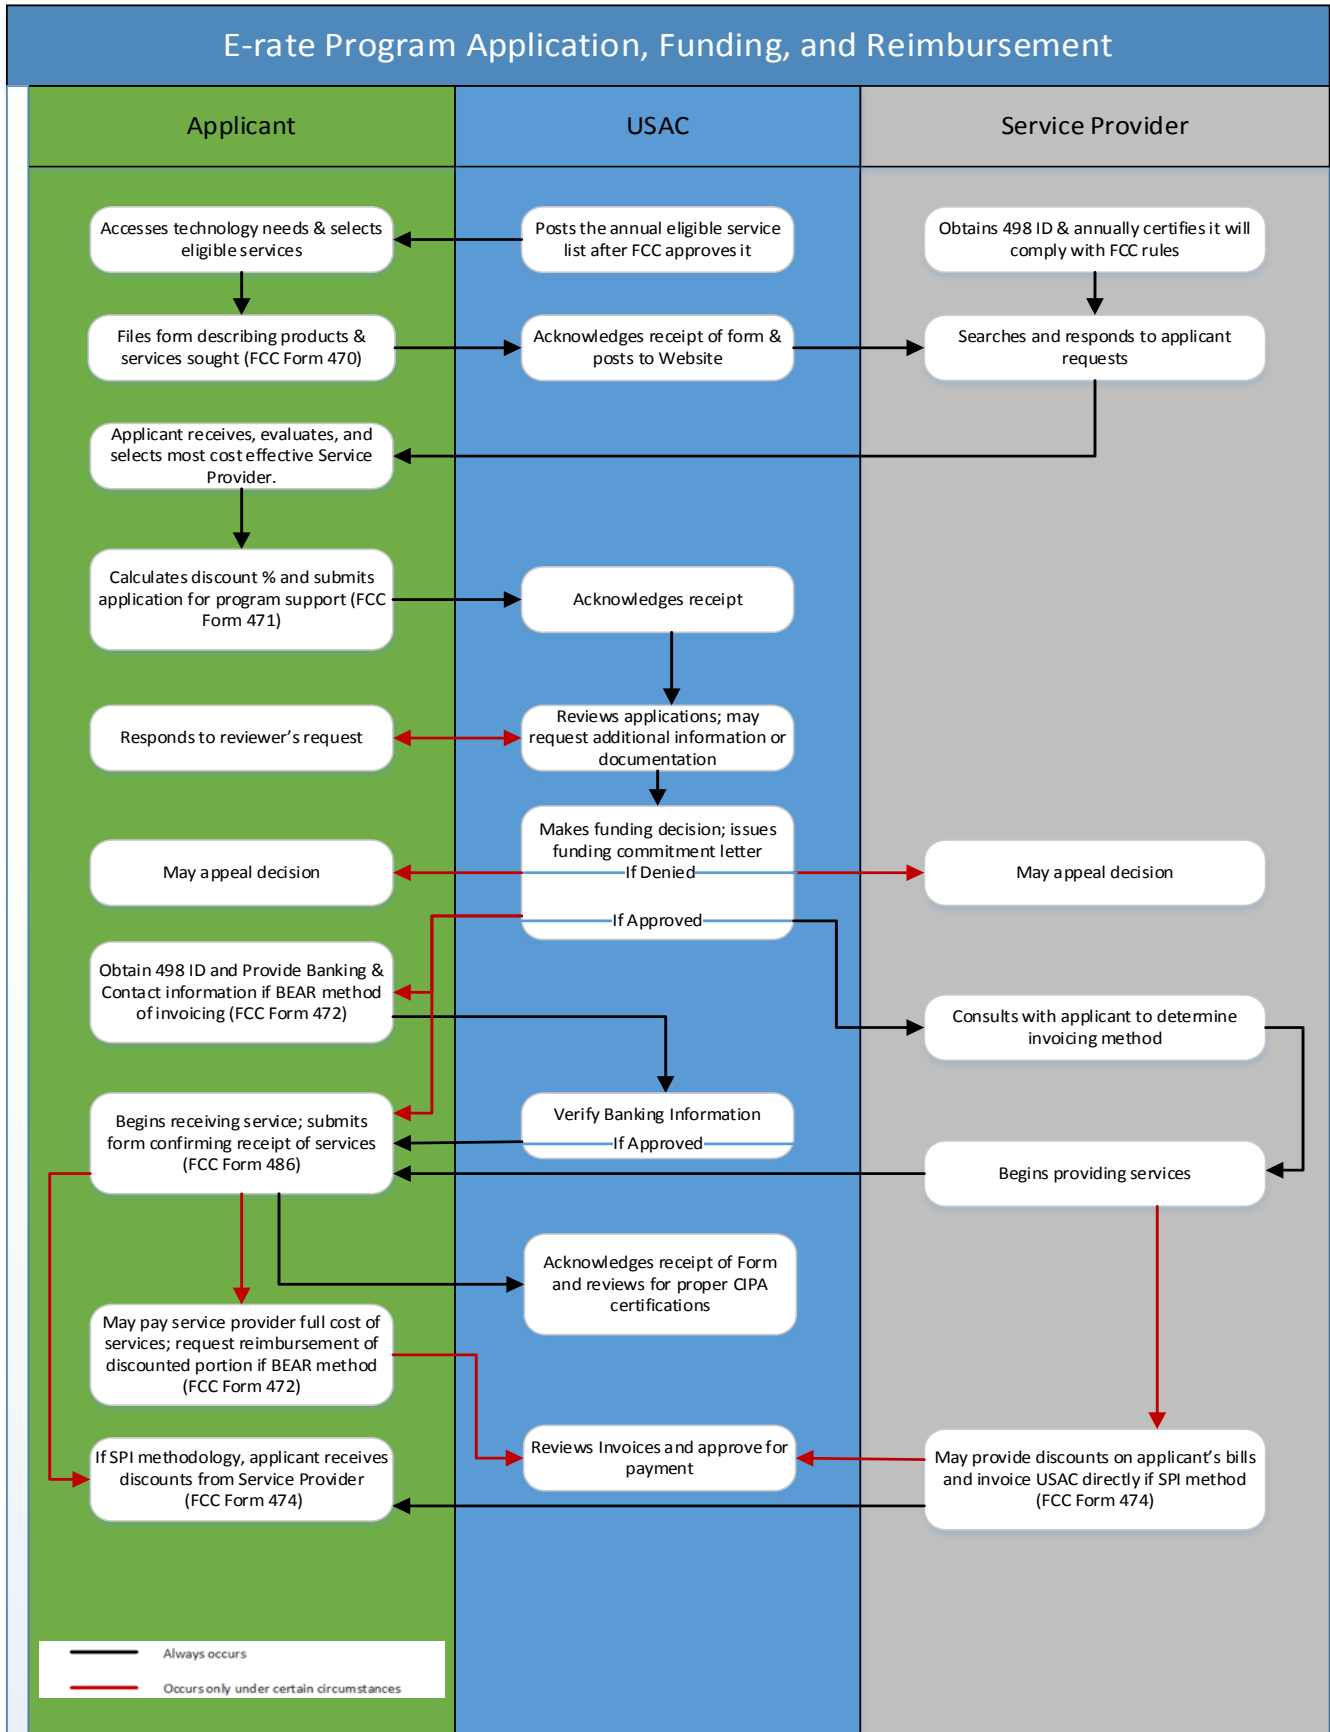 E-rate Program Application, Funding, and Reimbursement
Applicant
USAC
Service Provider
Accesses technology needs & selects
eligible services
Posts the annual eligible service
list after FCC approves it
Obtains 498 ID & annually certifies it will
comply with FCC rules
Files form describing products &
services sought (FCC Form 470)
Acknowledges receipt of form &
posts to Website
Searches and responds to applicant
requests
Applicant receives, evaluates, and
selects most cost effective Service
Provider.
Calculates discount % and submits
application for program support (FCC
Form 471)
Acknowledges receipt
Responds to reviewer's request
Reviews applications; may
request additional information or
documentation
Makes funding decision; issues
funding commitment letter
If Denied
If Approved
May appeal decision
May appeal decision
Obtain 498 ID and Provide Banking &
Contact information if BEAR method
of invoicing (FCC Form 472)
Consults with applicant to determine
invoicing method
Begins receiving service; submits
form confirming receipt of services
(FCC Form 486)
Verify Banking Information
If Approved
Begins providing services
Acknowledges receipt of Form
and reviews for proper CIPA
certifications
May pay service provider full cost of
services; request reimbursement of
discounted portion if BEAR method
(FCC Form 472)
If SPI methodology, applicant receives
discounts from Service Provider
(FCC Form 474)
Reviews Invoices and approve for
payment
May provide discounts on applicant's bills
and invoice USAC directly if SPI method
(FCC Form 474)
Always occurs
Occurs only under certain circumstances